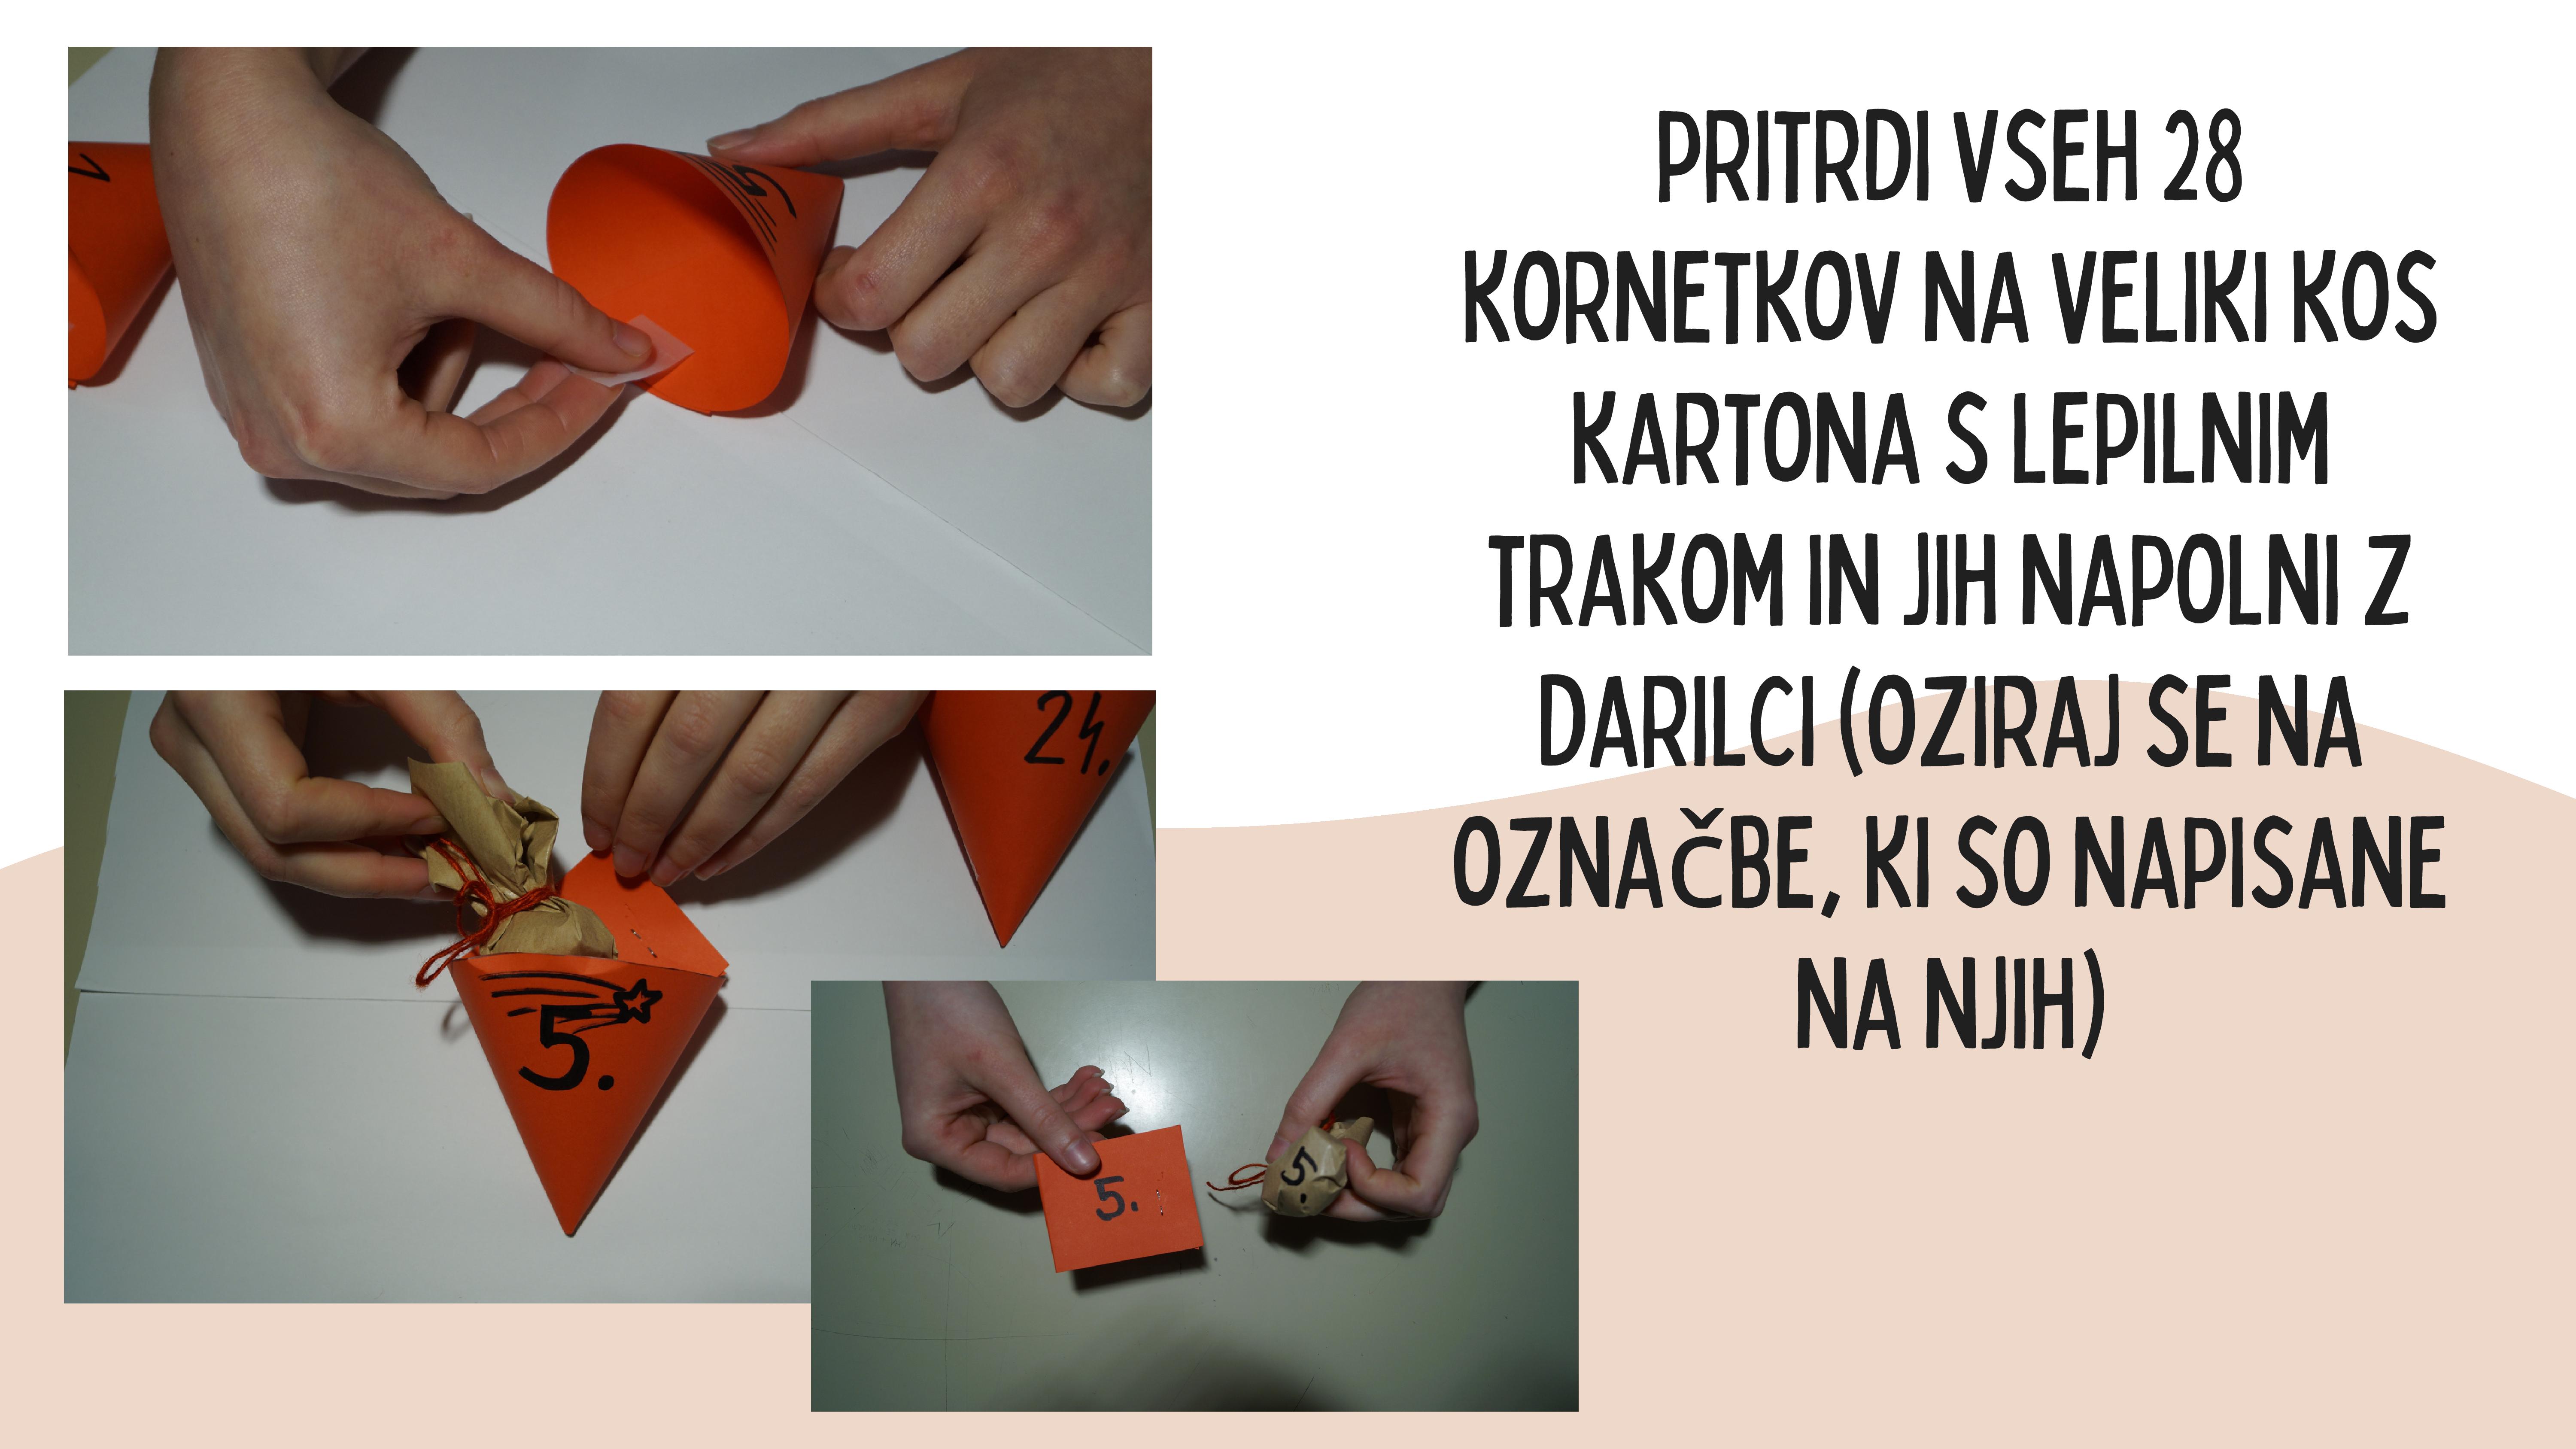 PRITRDI VSEH 28
KORNETKOV NA VELIKI KOS
KARTONA S LEPILNIM
TRAKOM IN JIH NAPOLNI Z
DARILCI (OZIRAJ SE NA
OZNAČBE, KI SO NAPISANE
NA NJIH)
5.
24.
5.
5.
5.